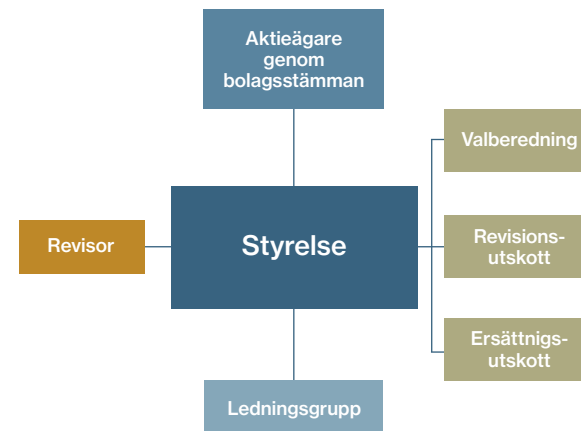 Aktieägare
genom
bolagsstämman
Valberedning
Revisor
Styrelse
Revisions-
utskott
Ersättnigs-
utskott
Ledningsgrupp